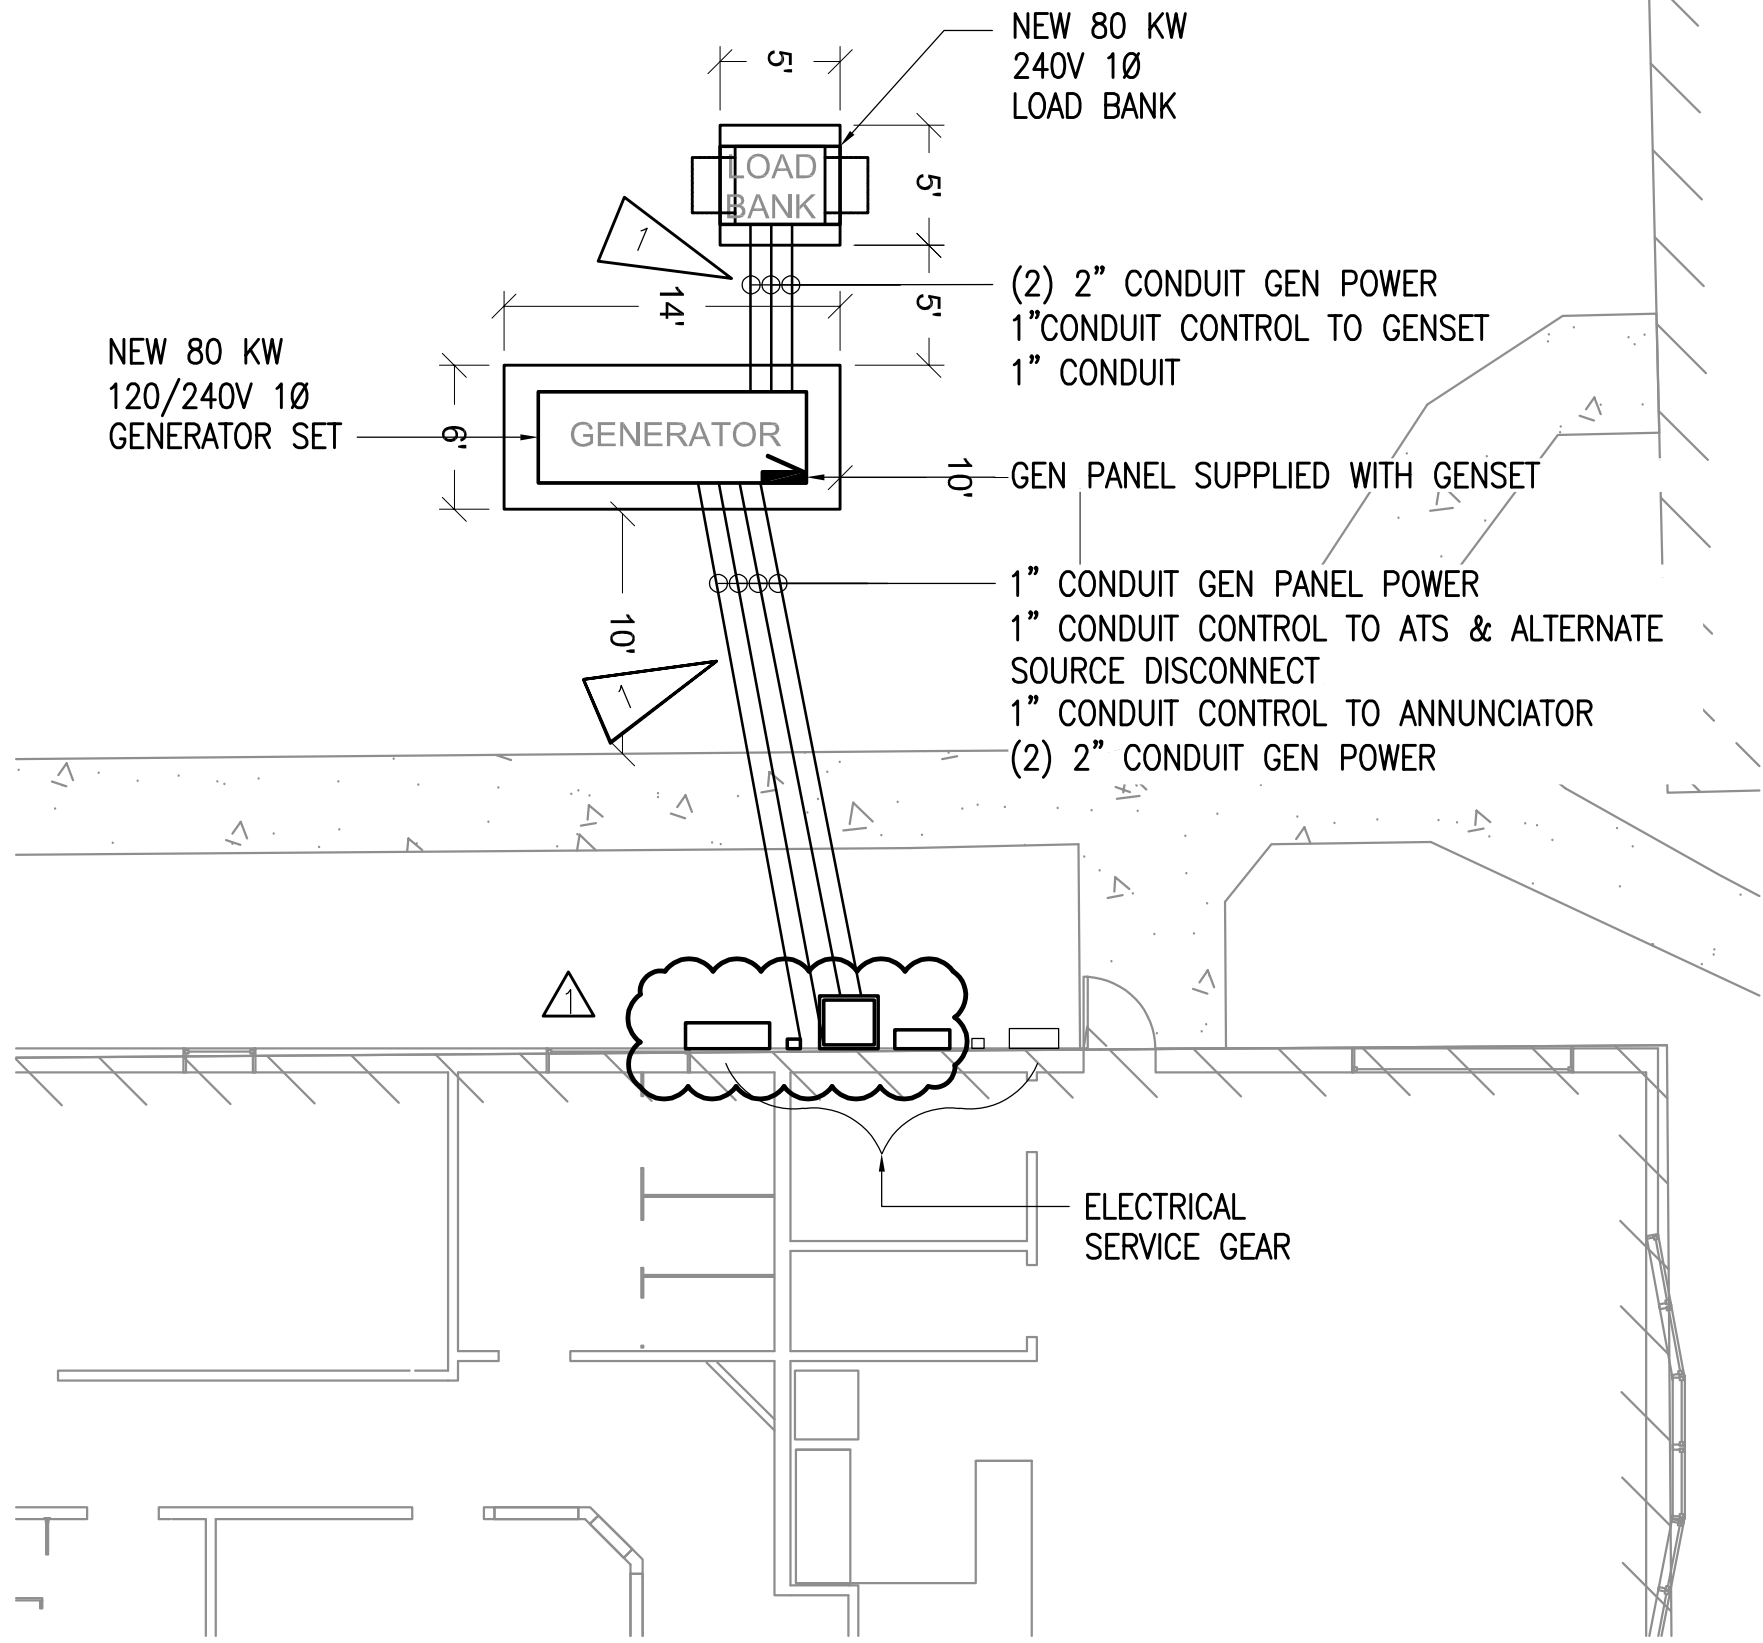 NEW 80 KW
240V 1Ø
LOAD BANK
5'
LOAD
BANK
5'
1
(2) 2" CONDUIT GEN POWER
1"CONDUIT CONTROL TO GENSET
1" CONDUIT
14'
5'
NEW 80 KW
120/240V 1Ø
GENERATOR SET
6'
GENERATOR
10'
GEN PANEL SUPPLIED WITH GENSET
1" CONDUIT GEN PANEL POWER
1" CONDUIT CONTROL TO ATS & ALTERNATE
SOURCE DISCONNECT
1" CONDUIT CONTROL TO ANNUNCIATOR
(2) 2" CONDUIT GEN POWER
10'
1
1
ELECTRICAL
SERVICE GEAR